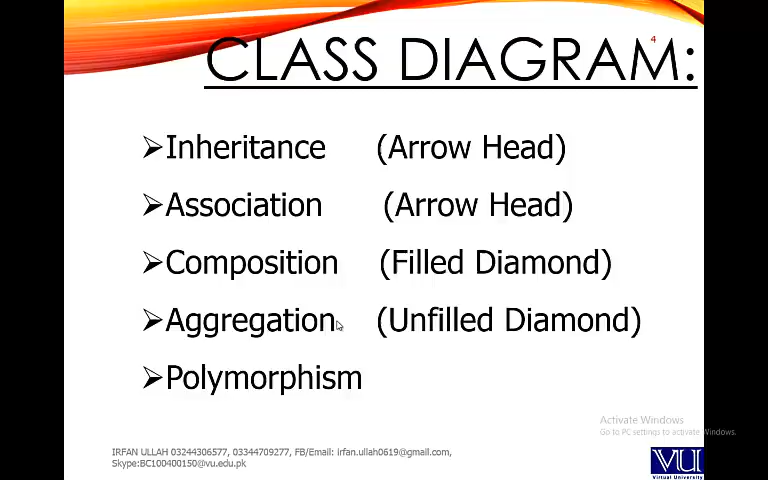 4
CLASS DIAGRAM:
➢Inheritance (Arrow Head)
➢Association (Arrow Head)
➢Composition (Filled Diamond)
➢Aggregation (Unfilled Diamond)
➢Polymorphism
Activate Windows
Go to PC settings to activate Windows.
IRFAN ULLAH 03244306577, 03344709277, FB/Email: irfan.ullah0619@gmail.com,
Skype:BC100400150@vu.edu.pk
VU
Virtual University